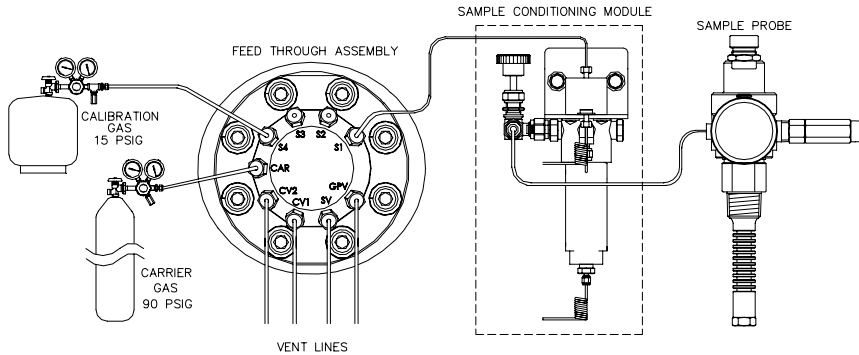 SAMPLE CONDITIONING MODULE
SAMPLE PROBE
FEED THROUGH ASSEMBLY
CALIBRATION
GAS
15 PSIG
S4
S3
S2
S1
CAR
CV2
CV1
SV
GPV
CARRIER
GAS
90 PSIG
VENT LINES